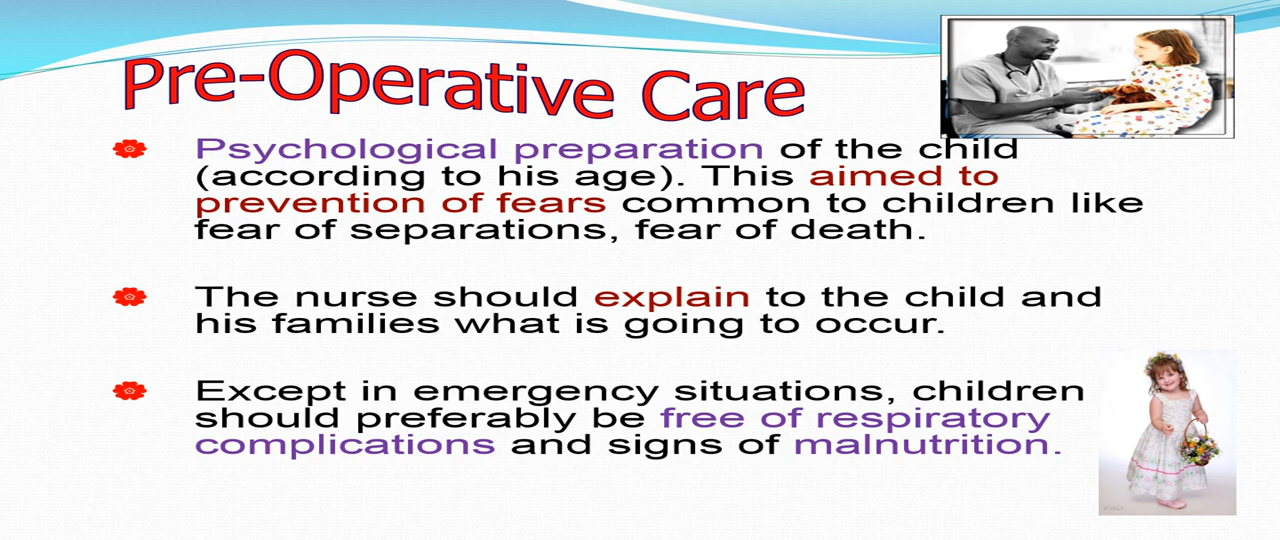 Pre-Operative Care
Psychological preparation of the child
(according to his age). This aimed to
prevention of fears common to children like
fear of separations, fear of death.
The nurse should explain to the child and
his families what is going to occur.
Except in emergency situations, children
should preferably be free of respiratory
complications and signs of malnutrition.